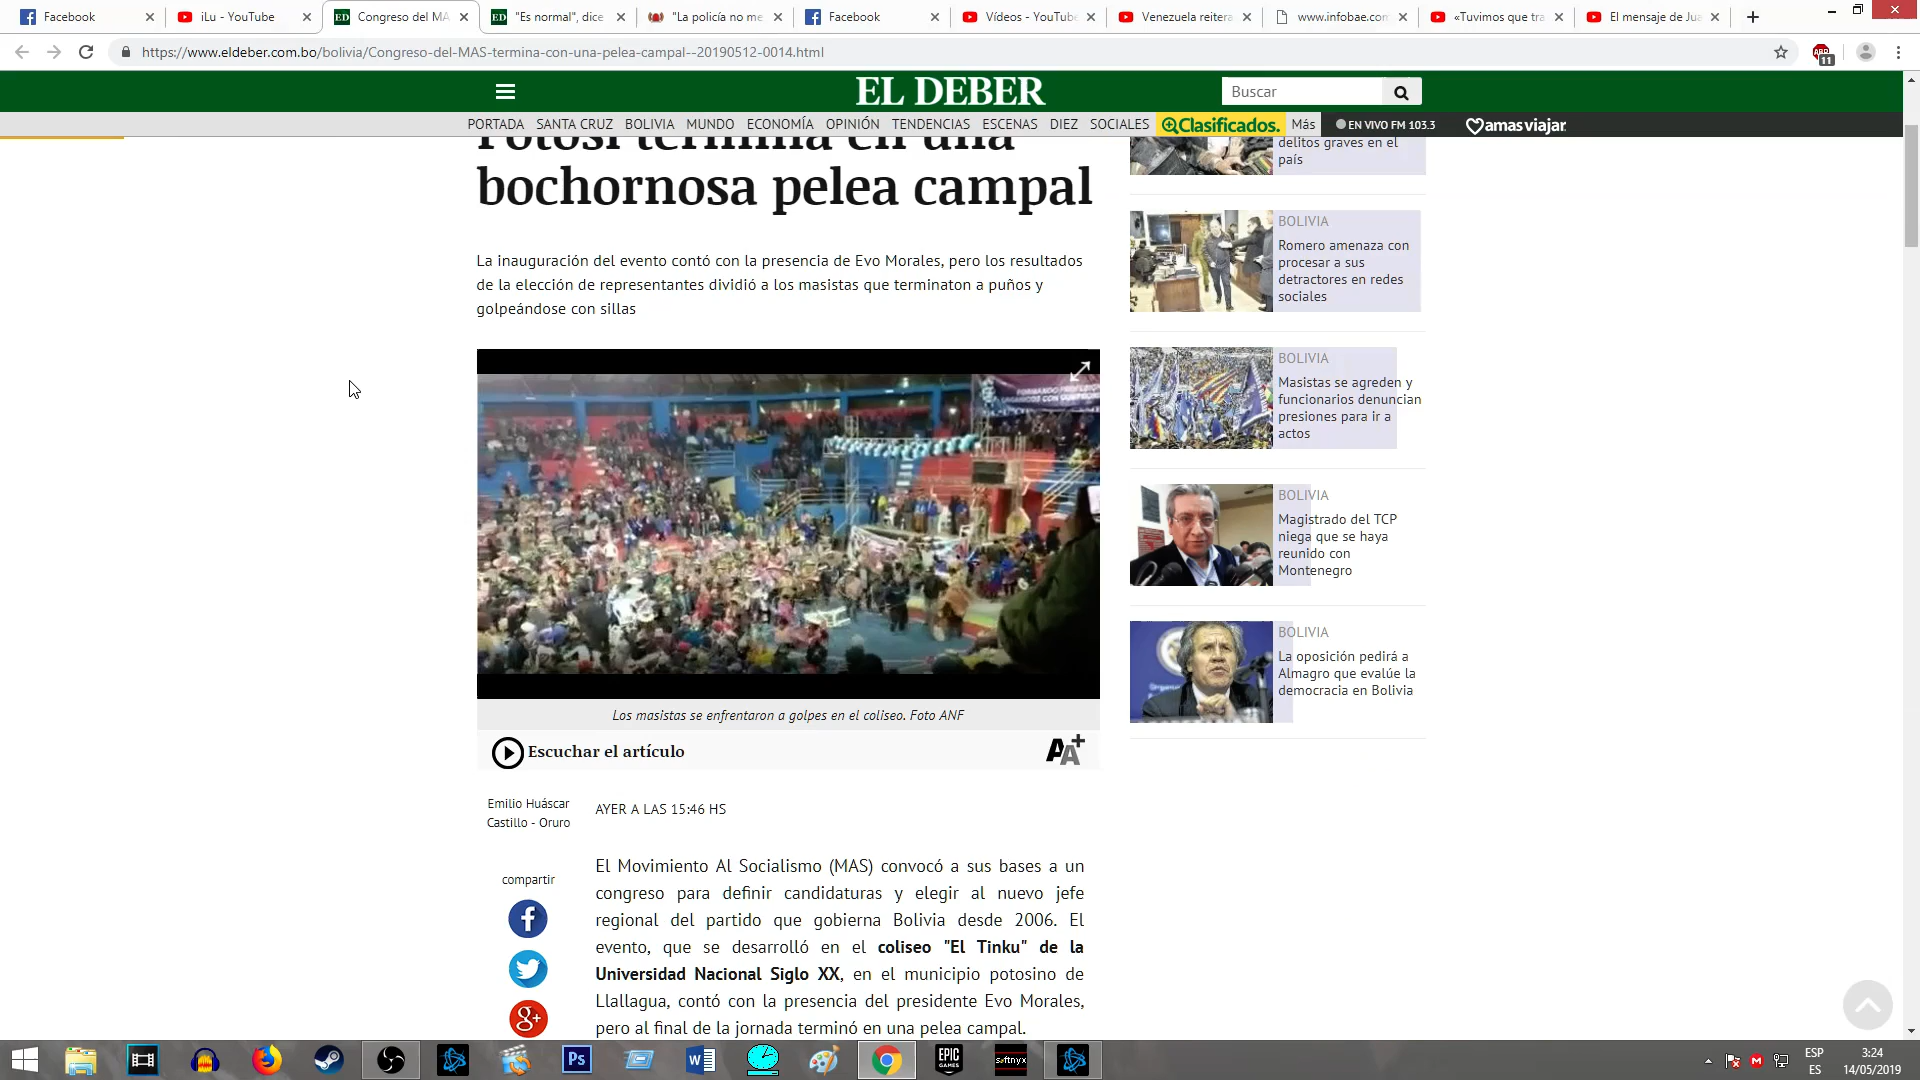 Facebook
iLu - YouTube
Congreso del MA
"Es normal", dice
"La policía no me
Facebook
Vídeos - YouTube
Venezuela reitera
www.infobae.com
«Tuvimos que tra
El mensaje de Jua
https://www.eldeber.com.bo/bolivia/Congreso-del-MAS-termina-con-una-pelea-campal--20190512-0014.html
11
EL DEBER
Buscar
PORTADA SANTA CRUZ BOLIVIA MUNDO ECONOMÍA OPINIÓN TENDENCIAS ESCENAS DIEZ SOCIALES Clasificados. Más EN VIVO FM 103.3 amasviajar
Potosí termina en una
bochornosa pelea campal
La inauguración del evento contó con la presencia de Evo Morales, pero los resultados
de la elección de representantes dividió a los masistas que terminaton a puños y
golpeándose con sillas
Los masistas se enfrentaron a golpes en el coliseo. Foto ANF
Escuchar el artículo
AA+
Emilio Huáscar
Castillo - Oruro
AYER A LAS 15:46 HS
compartir
El Movimiento Al Socialismo (MAS) convocó a sus bases a un
congreso para definir candidaturas y elegir al nuevo jefe
regional del partido que gobierna Bolivia desde 2006. El
evento, que se desarrolló en el coliseo "El Tinku" de la
Universidad Nacional Siglo XX, en el municipio potosino de
Llallagua, contó con la presencia del presidente Evo Morales,
pero al final de la jornada terminó en una pelea campal.
delitos graves en el
país
BOLIVIA
Romero amenaza con
procesar a sus
detractores en redes
sociales
BOLIVIA
Masistas se agreden y
funcionarios denuncian
presiones para ir a
actos
BOLIVIA
Magistrado del TCP
niega que se haya
reunido con
Montenegro
BOLIVIA
La oposición pedirá a
Almagro que evalúe la
democracia en Bolivia
Ps
EPIC
GAMES
softnyx
ESP
ES
3:24
14/05/2019